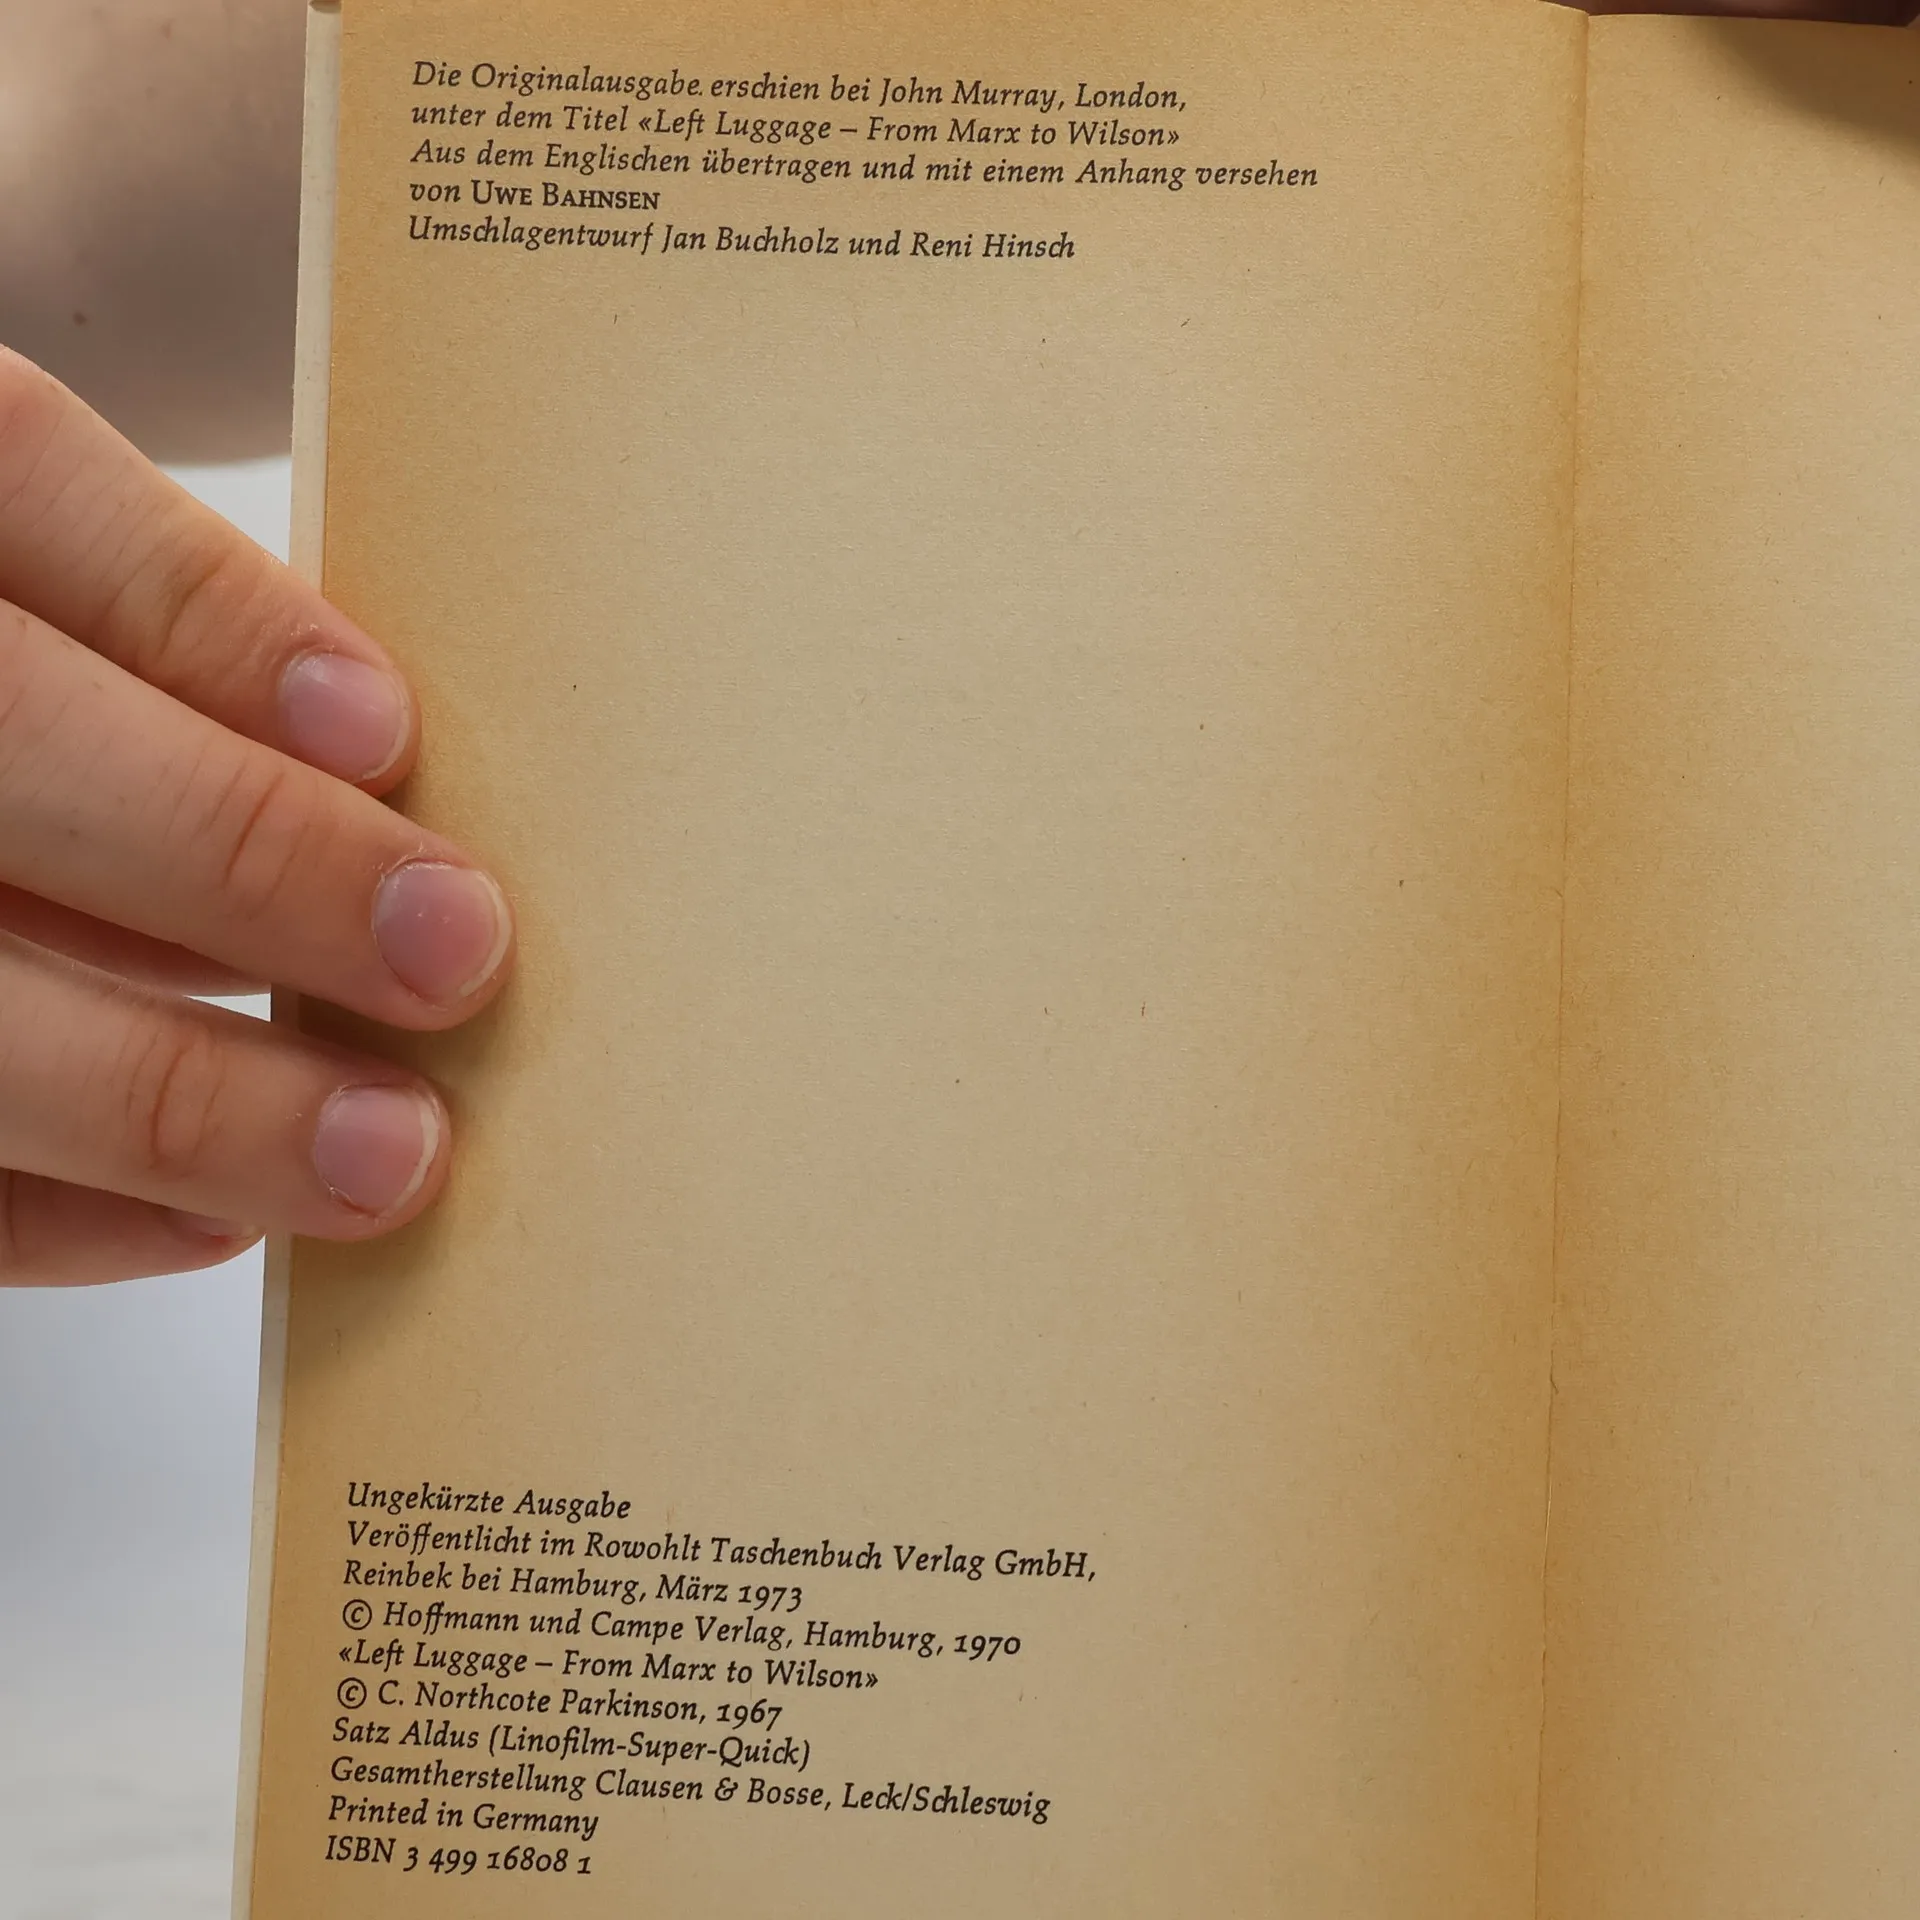 Die Originalausgabe erschien bei John Murray, London,
unter dem Titel «Left Luggage – From Marx to Wilson»
Aus dem Englischen übertragen und mit einem Anhang versehen
von UWE BAHNSEN
Umschlagentwurf Jan Buchholz und Reni Hinsch
Ungekürzte Ausgabe
Veröffentlicht im Rowohlt Taschenbuch Verlag GmbH,
Reinbek bei Hamburg, März 1973
© Hoffmann und Campe Verlag, Hamburg, 1970
«Left Luggage – From Marx to Wilson»
© C. Northcote Parkinson, 1967
Satz Aldus (Linofilm-Super-Quick)
Gesamtherstellung Clausen & Bosse, Leck/Schleswig
Printed in Germany
ISBN 3 499 16808 1